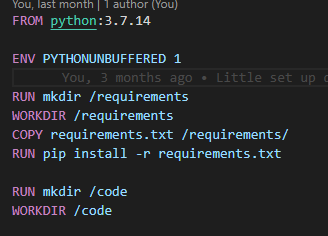 You, last month | 1 author (You)
FROM python:3.7.14
ENV PYTHONUNBUFFERED 1
You, 3 months ago • Little set up
RUN mkdir /requirements
WORKDIR /requirements
COPY requirements.txt /requirements/
RUN pip install -r requirements.txt
RUN mkdir /code
WORKDIR /code